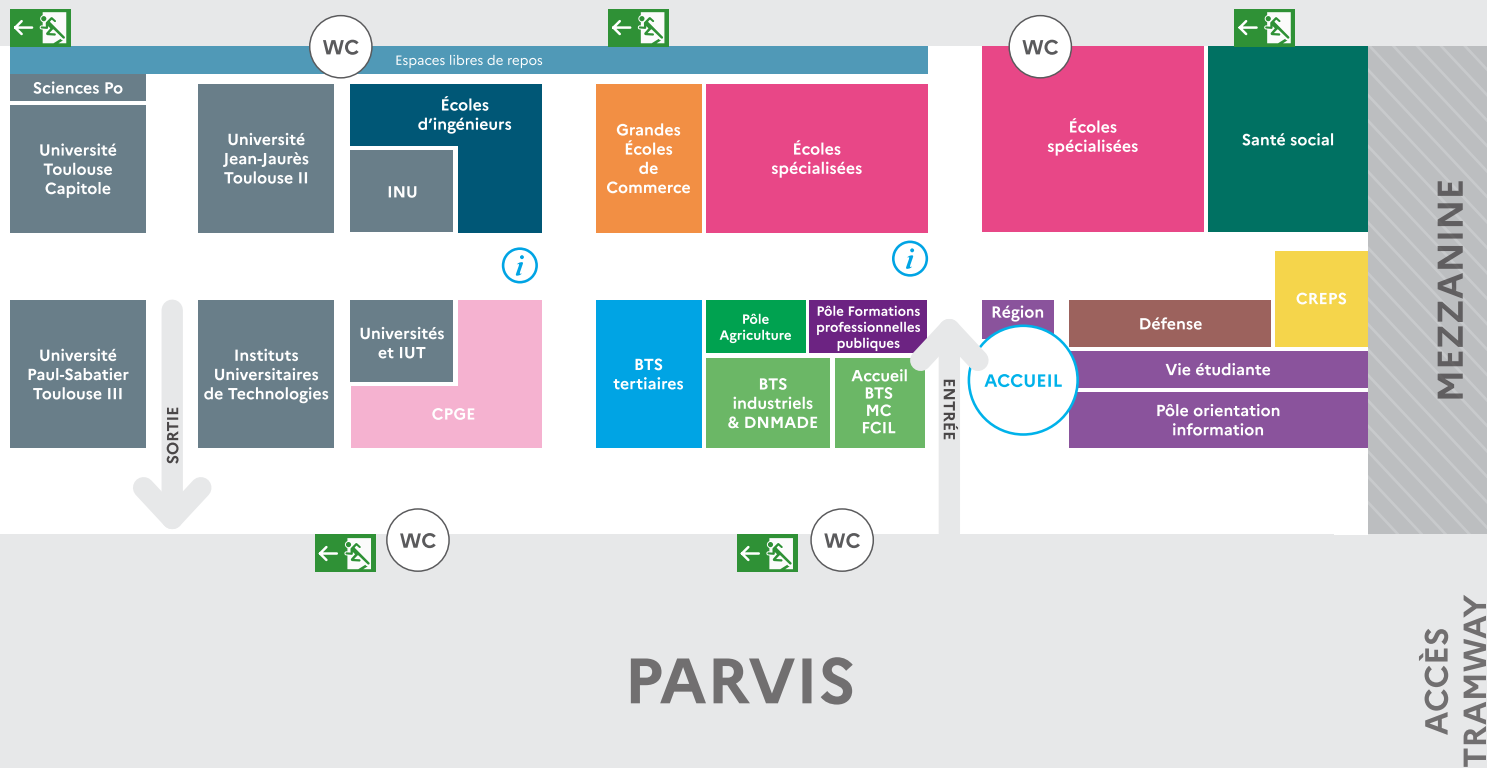 WC
WC
Espaces libres de repos
Sciences Po
Université
Toulouse
Capitole
Université
Jean-Jaurès
Toulouse II
Écoles
d'ingénieurs
INU
Grandes
Écoles
de
Commerce
Écoles
spécialisées
Écoles
spécialisées
Santé social
MEZZANINE
i
i
CREPS
Université
Paul-Sabatier
Toulouse III
SORTIE
Instituts
Universitaires
de Technologies
Universités
et IUT
CPGE
BTS
tertiaires
Pôle
Agriculture
Pôle Formations
professionnelles
publiques
BTS
industriels
& DNMADE
Accueil
BTS
MC
FCIL
ENTRÉE
Région
ACCUEIL
Défense
Vie étudiante
Pôle orientation
information
WC
WC
PARVIS
ACCÈS
TRAMWAY